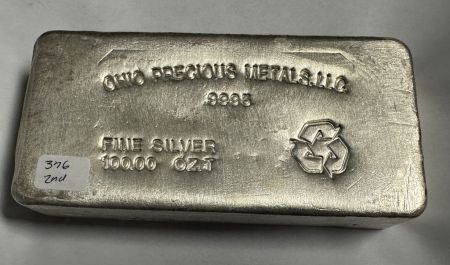 OHIO PRECIOUS METALS, LLC
.9995
FINE SILVER
100.00 OZ.T
376
2nd